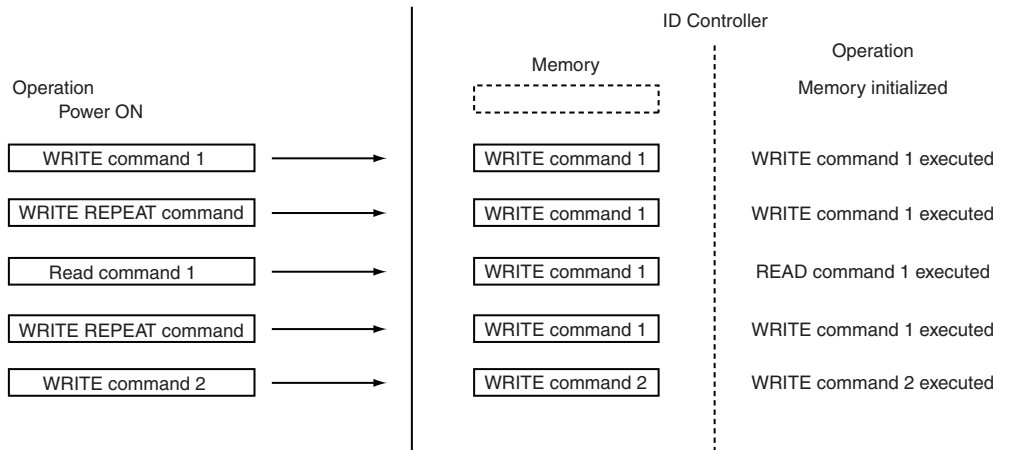 ID Controller
Operation
Memory
Operation
Memory initialized
Power ON
WRITE command 1
WRITE command 1
WRITE command 1 executed
WRITE REPEAT command
WRITE command 1
WRITE command 1 executed
Read command 1
WRITE command 1
READ command 1 executed
WRITE REPEAT command
WRITE command 1
WRITE command 1 executed
WRITE command 2
WRITE command 2
WRITE command 2 executed